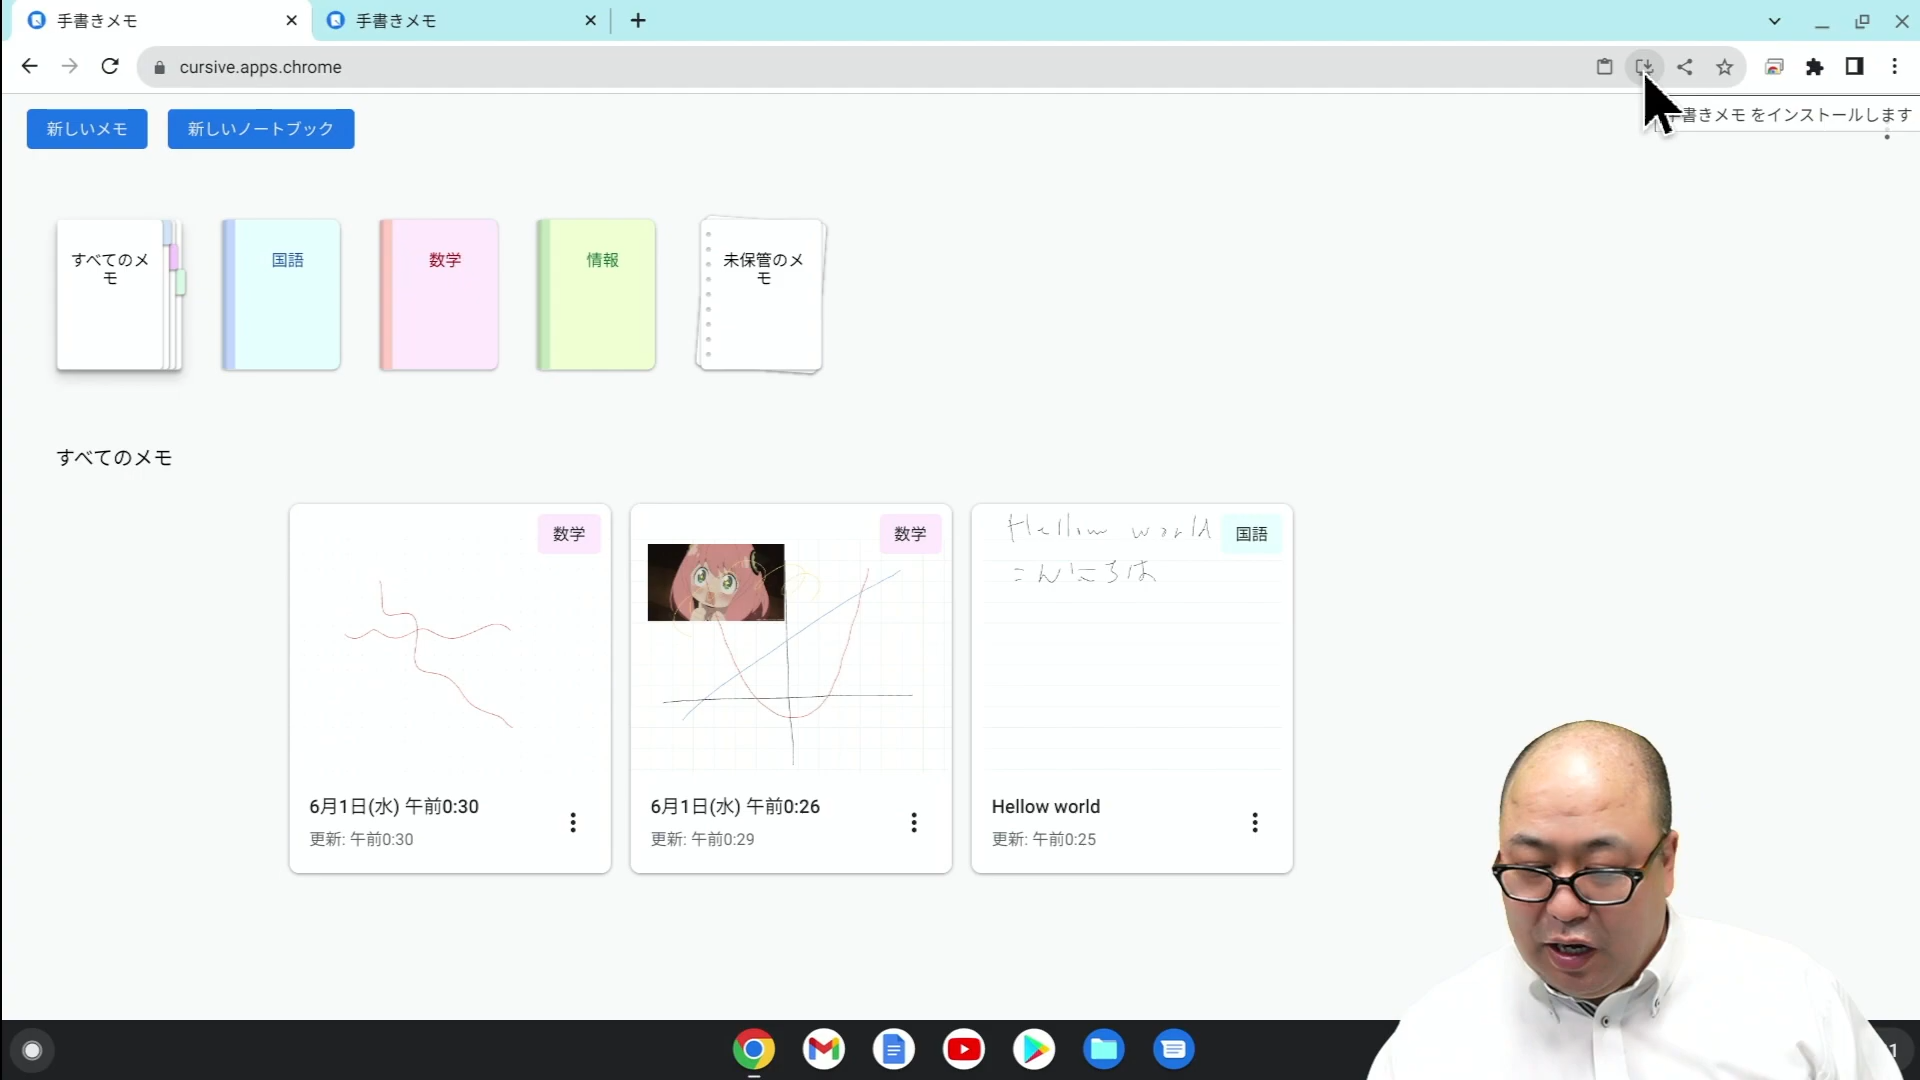 手書きメモ
手書きメモ
cursive.apps.chrome
書きメモ をインストールします
新しいメモ
新しいノートブック
すべてのメ
モ
国語
数学
情報
未保管のメ
モ
すべてのメモ
数学
数学
国語
Hellow world
こんにちは
6月1日(水) 午前0:30
更新: 午前0:30
6月1日(水) 午前0:26
更新: 午前0:29
Hellow world
更新: 午前0:25